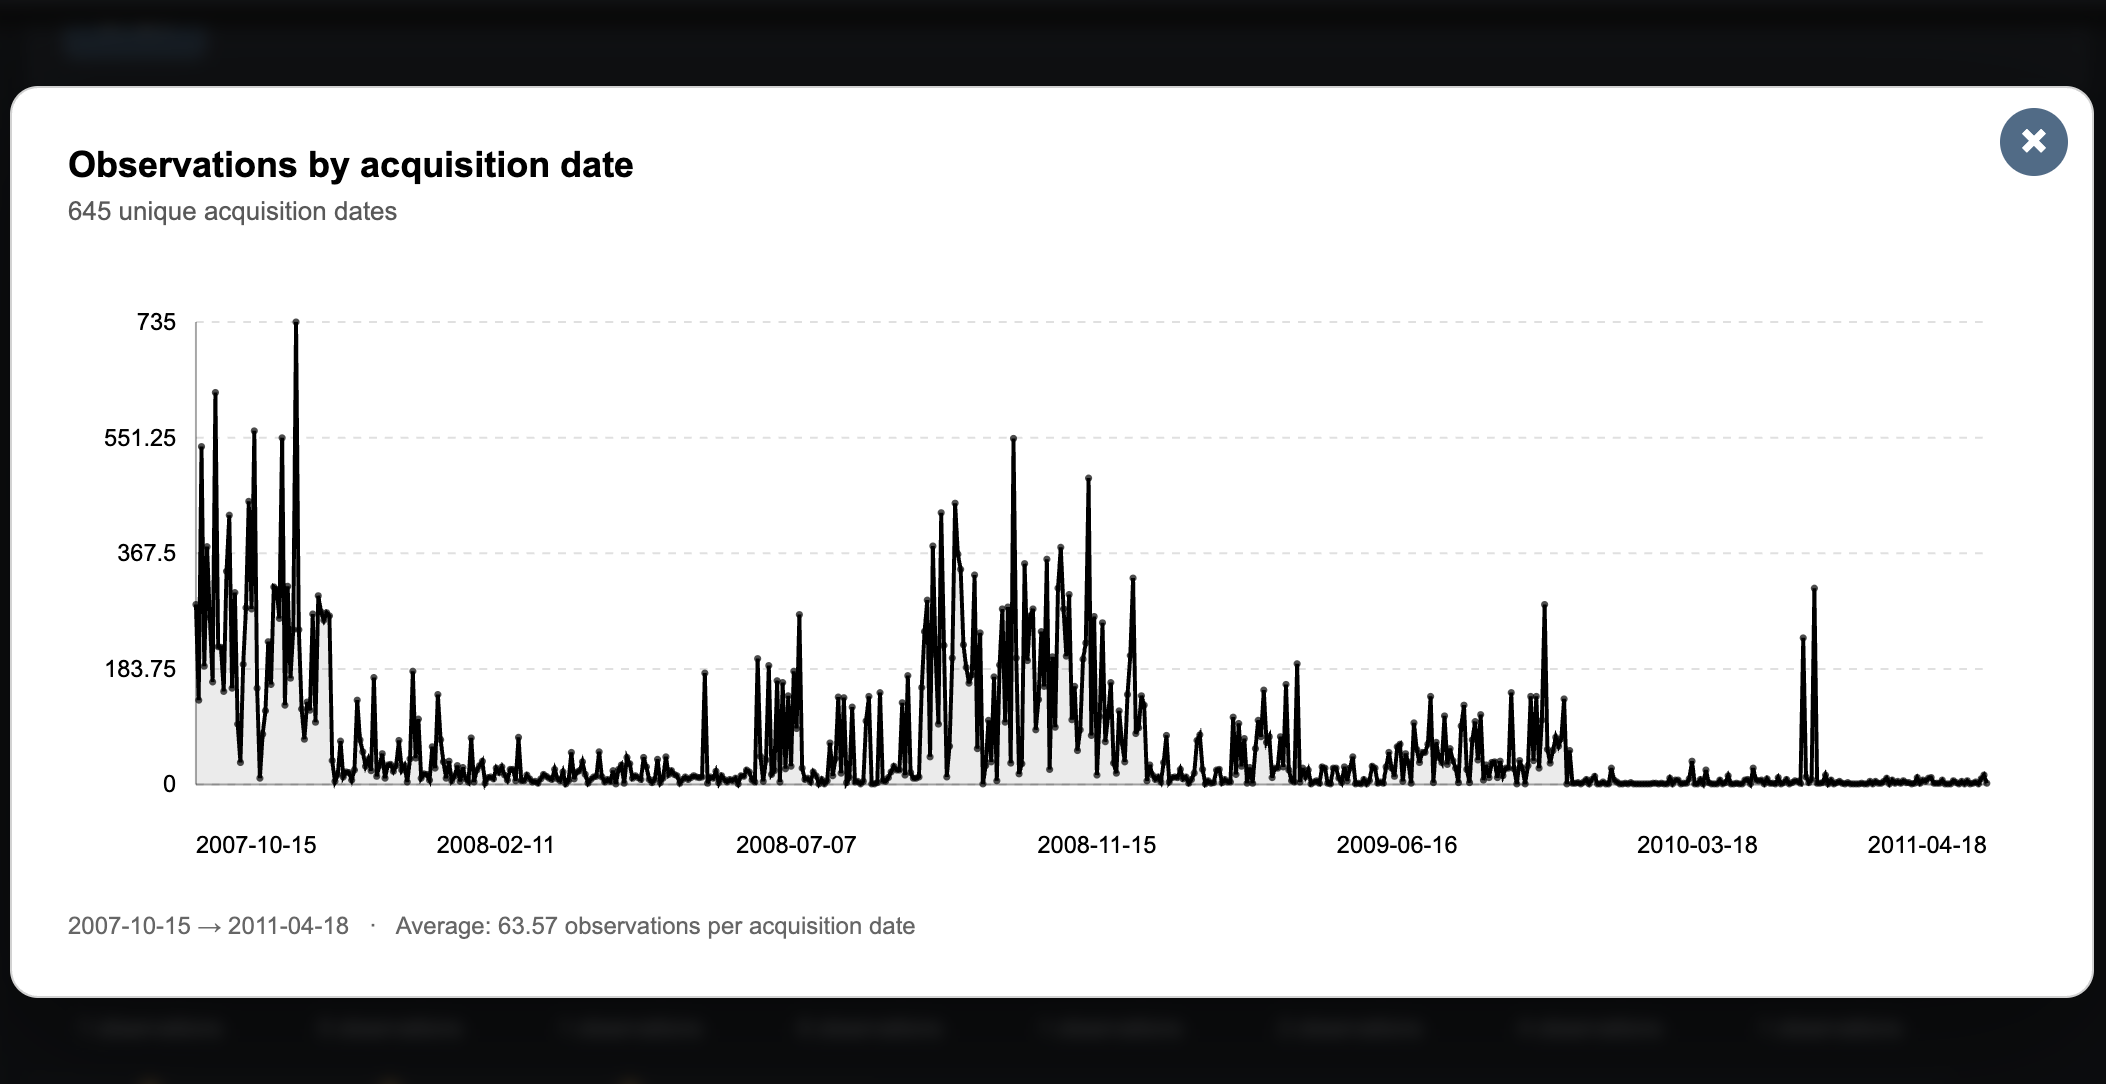 Observations by acquisition date
645 unique acquisition dates
735
551.25
367.5
183.75
0
2007-10-15 2008-02-11 2008-07-07 2008-11-15 2009-06-16 2010-03-18 2011-04-18
2007-10-15 → 2011-04-18 · Average: 63.57 observations per acquisition date